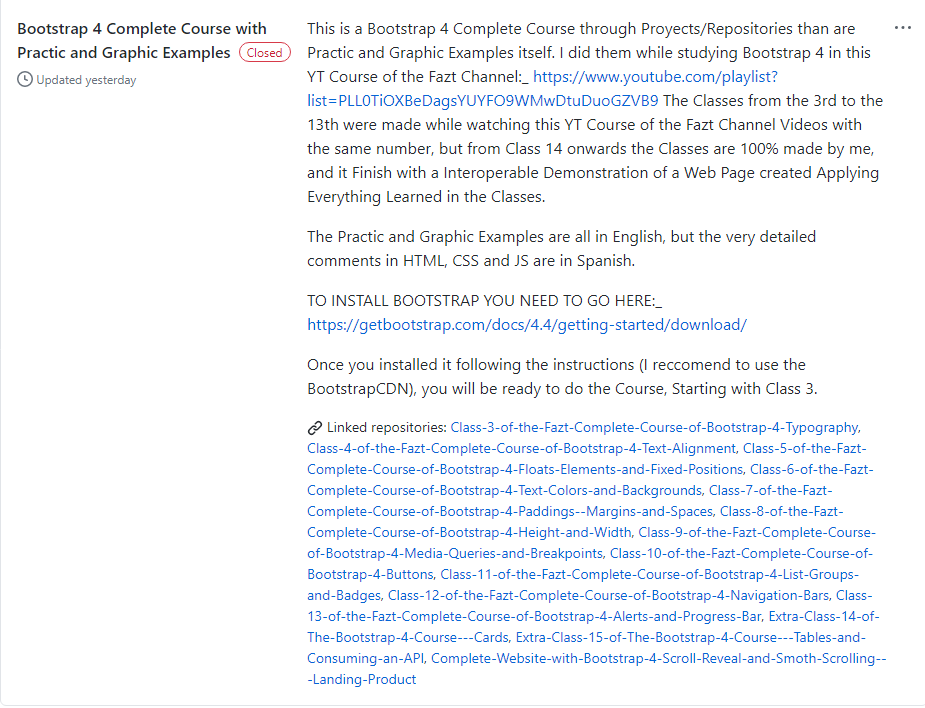 Bootstrap 4 Complete Course with
Practic and Graphic Examples Closed
Updated yesterday
This is a Bootstrap 4 Complete Course through Proyects/Repositories than are
Practic and Graphic Examples itself. I did them while studying Bootstrap 4 in this
YT Course of the Fazt Channel:_ https://www.youtube.com/playlist?
list=PLL0TiOXBeDagsYUYFO9WMwDtuDuoGZVB9 The Classes from the 3rd to the
13th were made while watching this YT Course of the Fazt Channel Videos with
the same number, but from Class 14 onwards the Classes are 100% made by me,
and it Finish with a Interoperable Demonstration of a Web Page created Applying
Everything Learned in the Classes.
The Practic and Graphic Examples are all in English, but the very detailed
comments in HTML, CSS and JS are in Spanish.
TO INSTALL BOOTSTRAP YOU NEED TO GO HERE:_
https://getbootstrap.com/docs/4.4/getting-started/download/
Once you installed it following the instructions (I reccomend to use the
BootstrapCDN), you will be ready to do the Course, Starting with Class 3.
Linked repositories: Class-3-of-the-Fazt-Complete-Course-of-Bootstrap-4-Typography,
Class-4-of-the-Fazt-Complete-Course-of-Bootstrap-4-Text-Alignment, Class-5-of-the-Fazt-
Complete-Course-of-Bootstrap-4-Floats-Elements-and-Fixed-Positions, Class-6-of-the-Fazt-
Complete-Course-of-Bootstrap-4-Text-Colors-and-Backgrounds, Class-7-of-the-Fazt-
Complete-Course-of-Bootstrap-4-Paddings--Margins-and-Spaces, Class-8-of-the-Fazt-
Complete-Course-of-Bootstrap-4-Height-and-Width, Class-9-of-the-Fazt-Complete-Course-
of-Bootstrap-4-Media-Queries-and-Breakpoints, Class-10-of-the-Fazt-Complete-Course-of-
Bootstrap-4-Buttons, Class-11-of-the-Fazt-Complete-Course-of-Bootstrap-4-List-Groups-
and-Badges, Class-12-of-the-Fazt-Complete-Course-of-Bootstrap-4-Navigation-Bars, Class-
13-of-the-Fazt-Complete-Course-of-Bootstrap-4-Alerts-and-Progress-Bar, Extra-Class-14-of-
The-Bootstrap-4-Course---Cards, Extra-Class-15-of-The-Bootstrap-4-Course---Tables-and-
Consuming-an-API, Complete-Website-with-Bootstrap-4-Scroll-Reveal-and-Smoth-Scrolling--
-Landing-Product